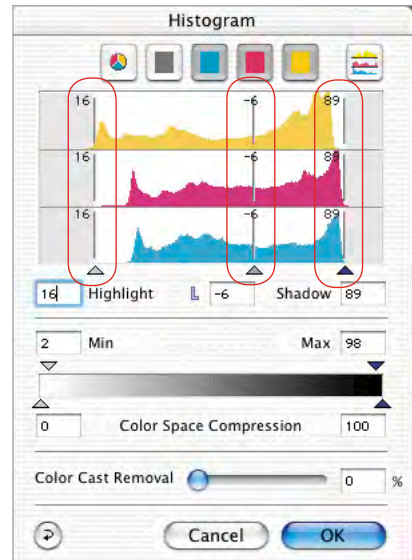 Histogram
16 -6 89
16 -6 89
16 -6 89
16 Highlight L -6 Shadow 89
2 Min Max 98
0 Color Space Compression 100
Color Cast Removal 0 %
Cancel OK